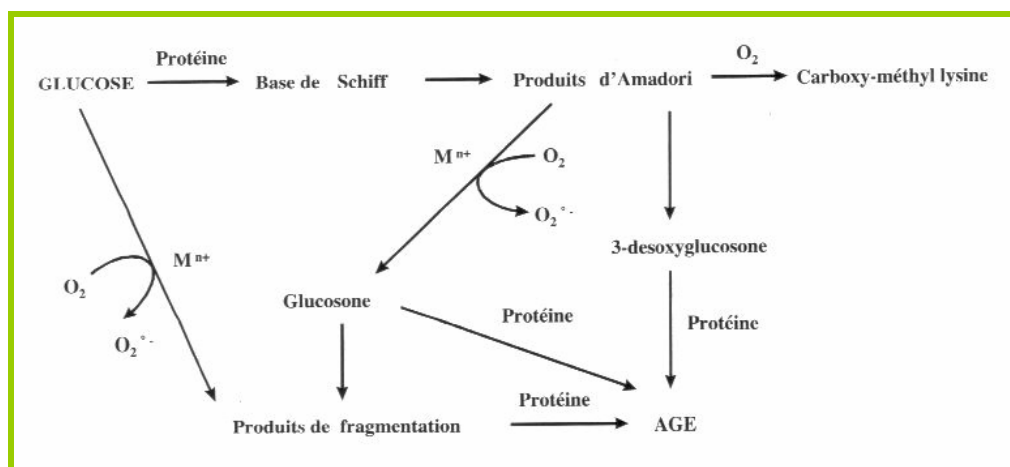 Protéine
O2
GLUCOSE
Base de Schiff
Produits d'Amadori
Carboxy-méthyl lysine
M n+
O2
O2°-
3-desoxyglucosone
M n+
O2
O2°-
Glucosone
Protéine
Protéine
Protéine
Produits de fragmentation
AGE